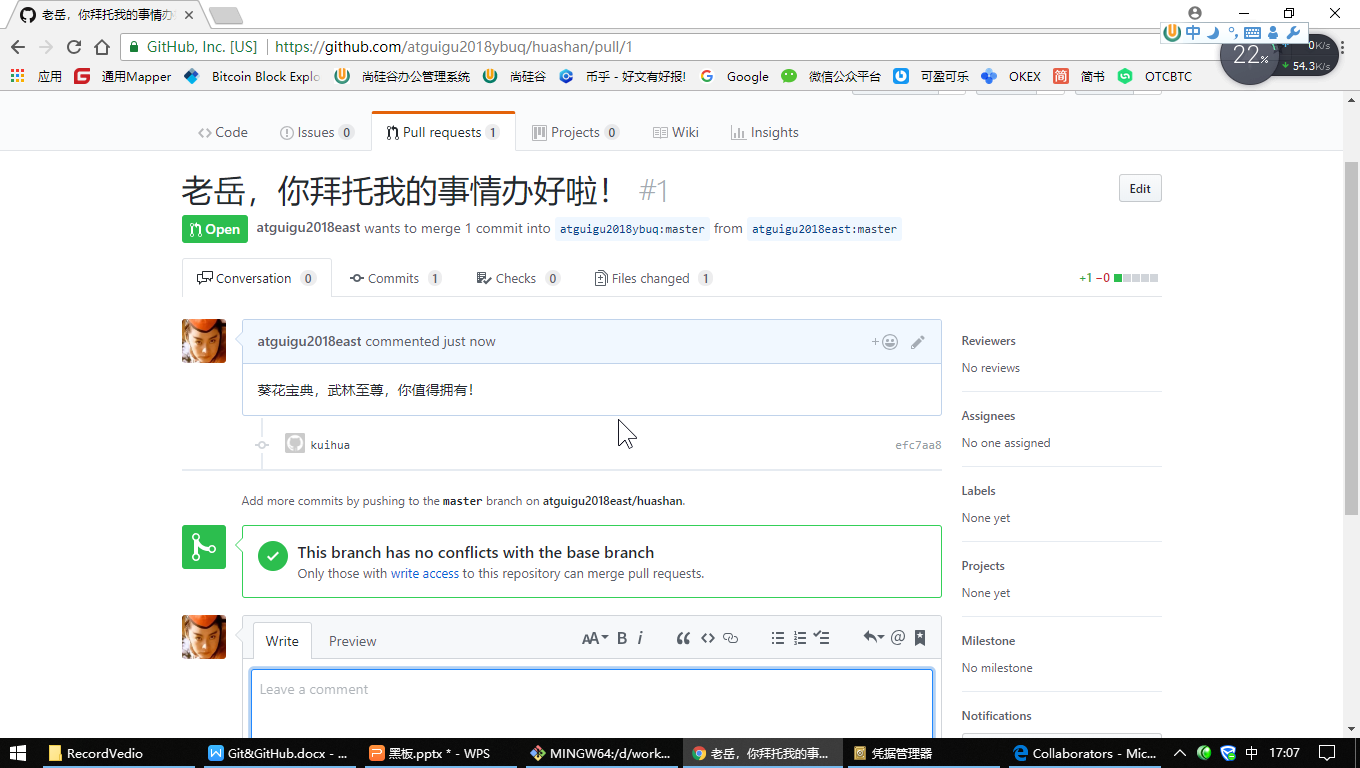 老岳，你拜托我的事情办
GitHub, Inc. [US] https://github.com/atguigu2018ybuq/huashan/pull/1
中
22% 0K/s
54.3K/s
应用 通用Mapper Bitcoin Block Explo 尚硅谷办公管理系统 尚硅谷 币乎 - 好文有好报! Google 微信公众平台 可盈可乐 OKEX 简 简书 OTCBTC
Code Issues 0 Pull requests 1 Projects 0 Wiki Insights
老岳，你拜托我的事情办好啦！ #1
Edit
Open atguigu2018east wants to merge 1 commit into atguigu2018ybuq:master from atguigu2018east:master
Conversation 0 Commits 1 Checks 0 Files changed 1 +1 −0
atguigu2018east commented just now
葵花宝典，武林至尊，你值得拥有！
kuihua efc7aa8
Add more commits by pushing to the master branch on atguigu2018east/huashan.
This branch has no conflicts with the base branch
Only those with write access to this repository can merge pull requests.
Write Preview AA B i
Leave a comment
Reviewers
No reviews
Assignees
No one assigned
Labels
None yet
Projects
None yet
Milestone
No milestone
Notifications
RecordVedio Git&GitHub.docx - ... 黑板.pptx * - WPS MINGW64:/d/work... 老岳，你拜托我的事... 凭据管理器 Collaborators - Mic... 中 17:07